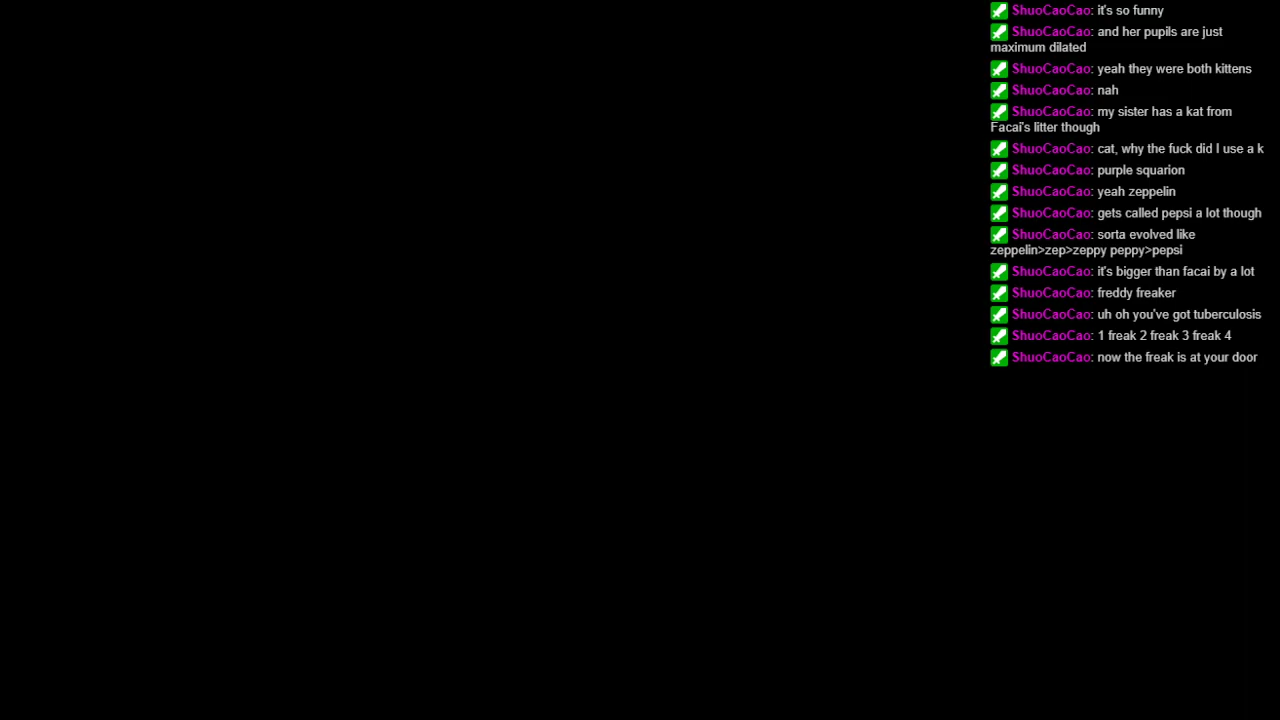 ShuoCaoCao: it's so funny
ShuoCaoCao: and her pupils are just
maximum dilated
ShuoCaoCao: yeah they were both kittens
ShuoCaoCao: nah
ShuoCaoCao: my sister has a kat from
Facai's litter though
ShuoCaoCao: cat, why the fuck did I use a k
ShuoCaoCao: purple squarion
ShuoCaoCao: yeah zeppelin
ShuoCaoCao: gets called pepsi a lot though
ShuoCaoCao: sorta evolved like
zeppelin>zep>zeppy peppy>pepsi
ShuoCaoCao: it's bigger than facai by a lot
ShuoCaoCao: freddy freaker
ShuoCaoCao: uh oh you've got tuberculosis
ShuoCaoCao: 1 freak 2 freak 3 freak 4
ShuoCaoCao: now the freak is at your door